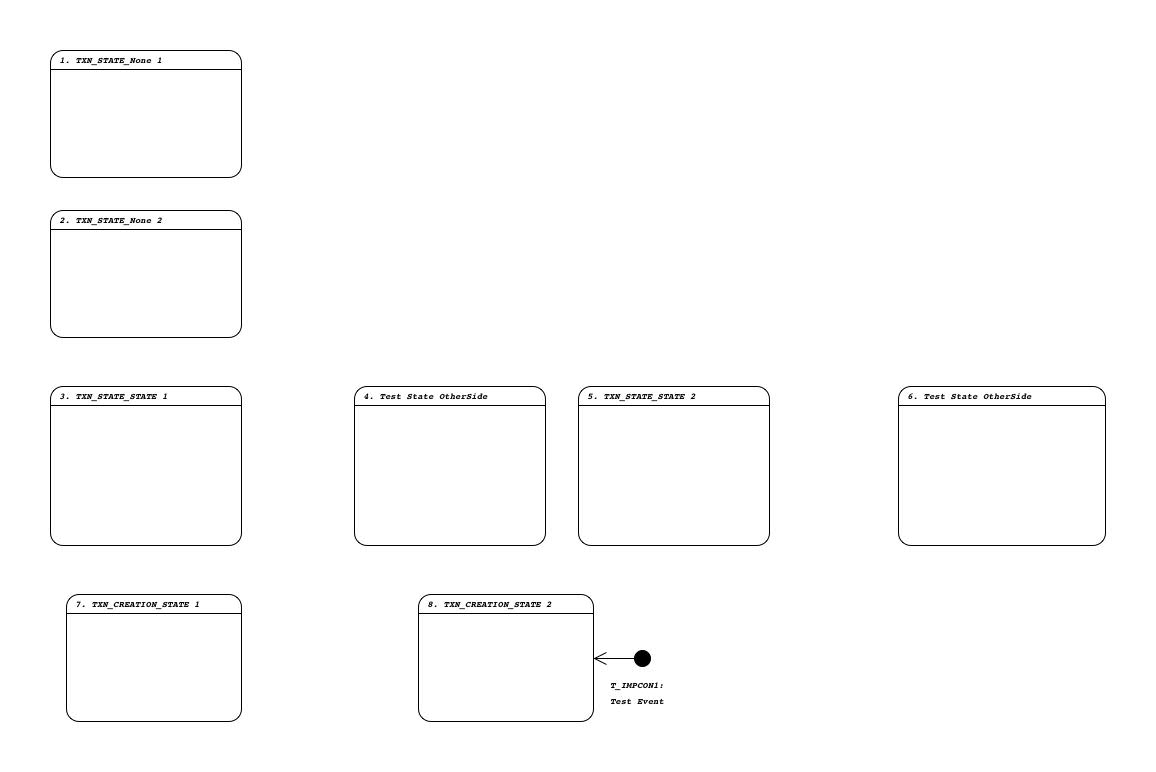 1. TXN_STATE_None 1
2. TXN_STATE_None 2
3. TXN_STATE_STATE 1
4. Test State OtherSide
5. TXN_STATE_STATE 2
6. Test State OtherSide
7. TXN_CREATION_STATE 1
8. TXN_CREATION_STATE 2
T_IMPCON1:
Test Event